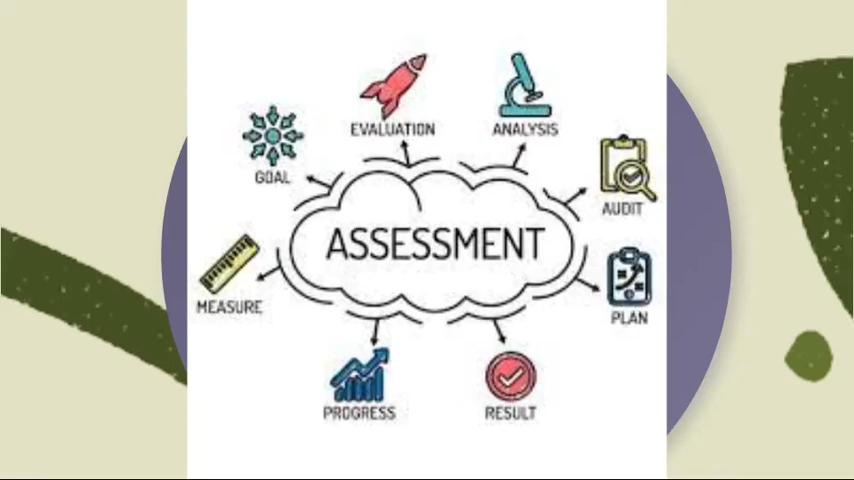 EVALUATION
ANALYSIS
GOAL
AUDIT
ASSESSMENT
MEASURE
PLAN
PROGRESS
RESULT